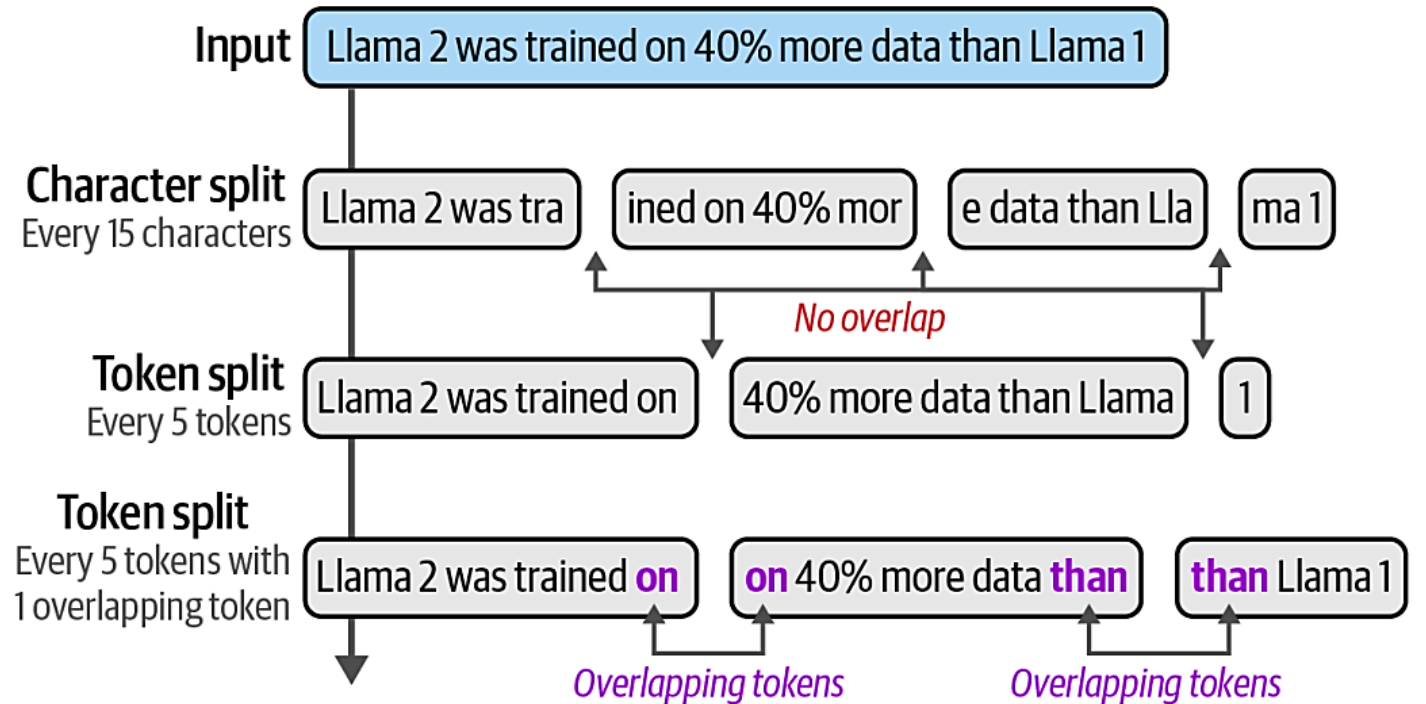 Input
Llama 2 was trained on 40% more data than Llama 1
Character split
Every 15 characters
Llama 2 was tra
ined on 40% mor
e data than Lla
ma 1
No overlap
Token split
Every 5 tokens
Llama 2 was trained on
40% more data than Llama
1
Token split
Every 5 tokens with
1 overlapping token
Llama 2 was trained on
on 40% more data than
than Llama 1
Overlapping tokens
Overlapping tokens